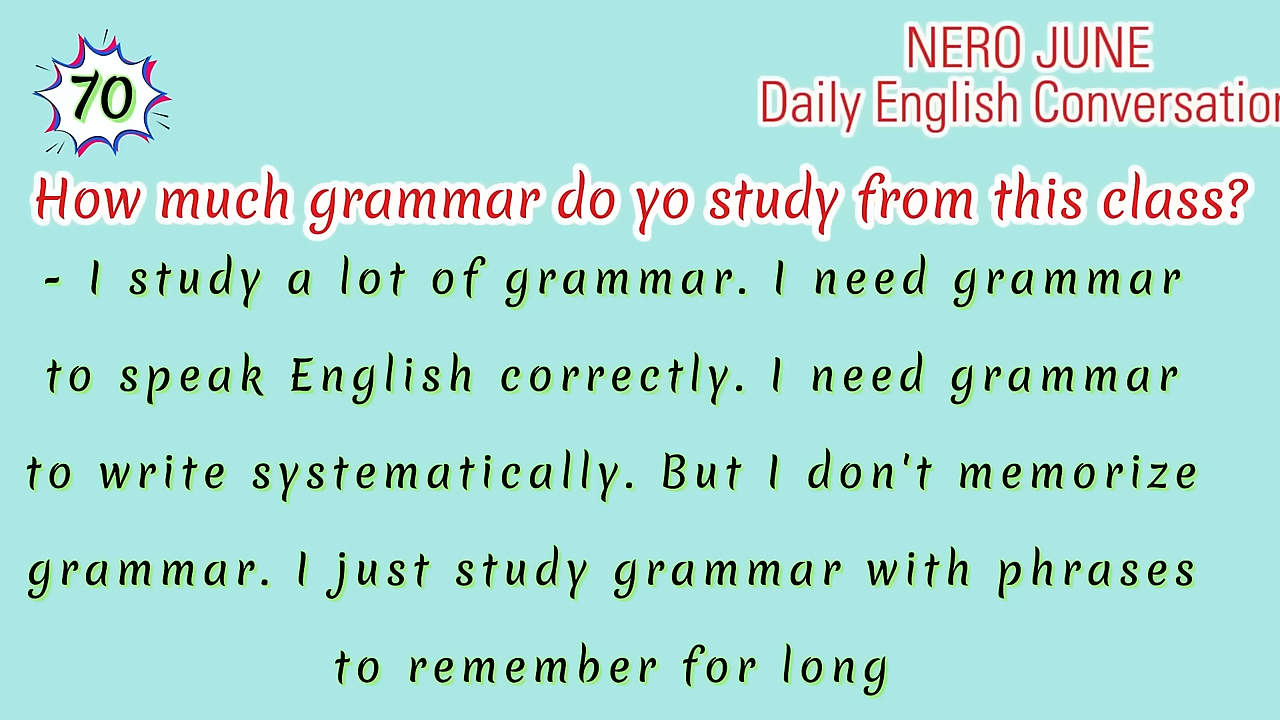 70
NERO JUNE
Daily English Conversation
How much grammar do yo study from this class?
- I study a lot of grammar. I need grammar
to speak English correctly. I need grammar
to write systematically. But I don't memorize
grammar. I just study grammar with phrases
to remember for long